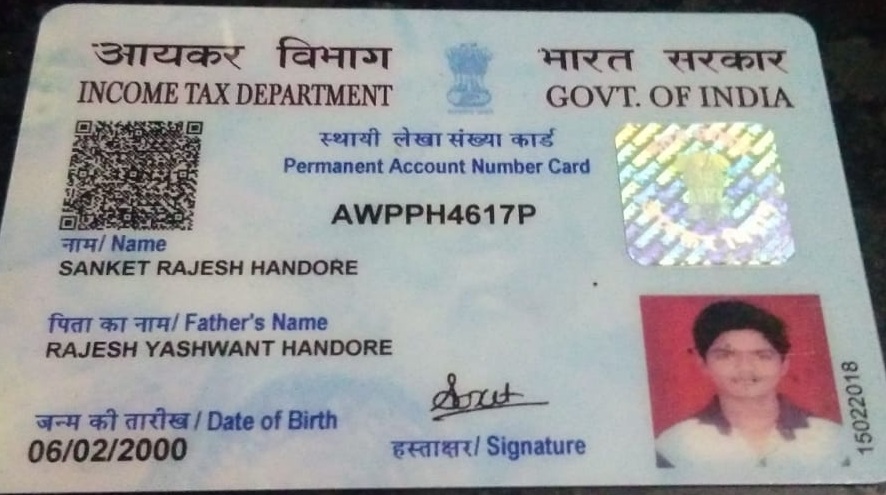 आयकर विभाग
INCOME TAX DEPARTMENT
भारत सरकार
GOVT. OF INDIA
स्थायी लेखा संख्या कार्ड
Permanent Account Number Card
AWPPH4617P
नाम/ Name
SANKET RAJESH HANDORE
पिता का नाम/ Father's Name
RAJESH YASHWANT HANDORE
जन्म की तारीख/ Date of Birth
06/02/2000
हस्ताक्षर/ Signature
15022018